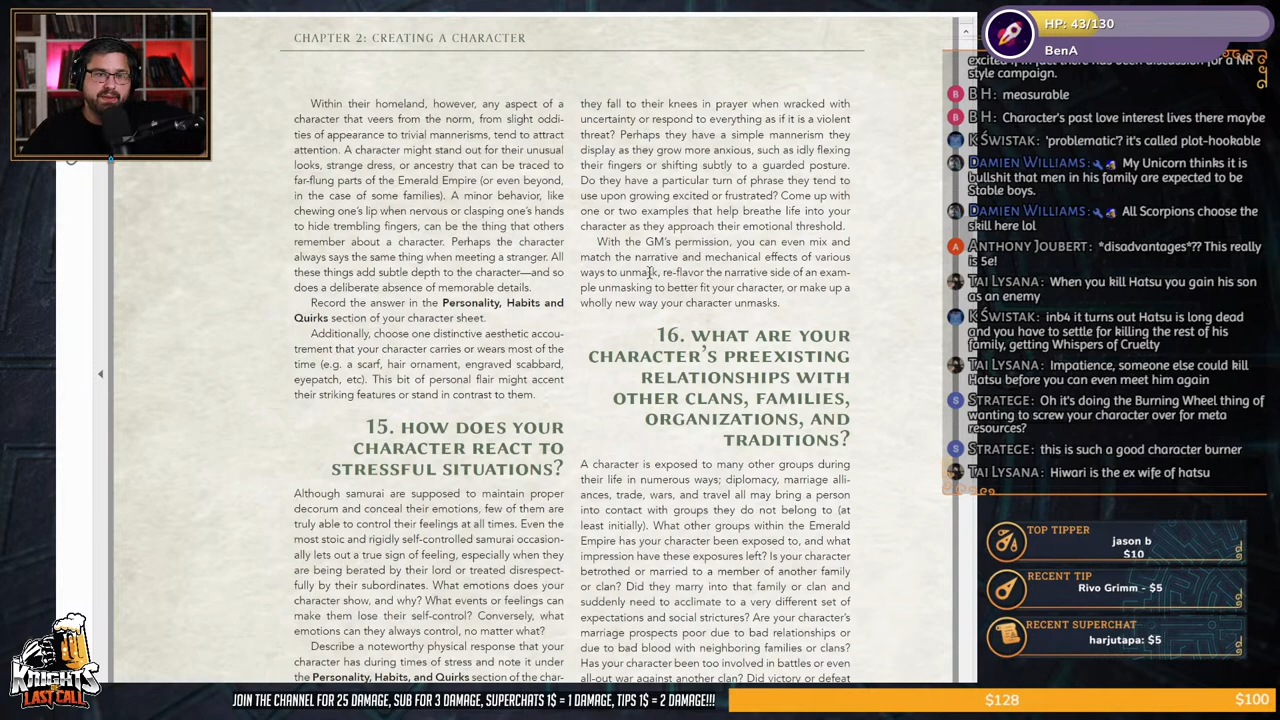 CHAPTER 2: CREATING A CHARACTER
Within their homeland, however, any aspect of a
character that veers from the norm, from slight oddi-
ties of appearance to trivial mannerisms, tend to attract
attention. A character might stand out for their unusual
looks, strange dress, or ancestry that can be traced to
far-flung parts of the Emerald Empire (or even beyond,
in the case of some families). A minor behavior, like
chewing one's lip when nervous or clasping one's hands
to hide trembling fingers, can be the thing that others
remember about a character. Perhaps the character
always says the same thing when meeting a stranger. All
these things add subtle depth to the character—and so
does deliberate absence of memorable details.
Record the answer in the Personality, Habits and
Quirks section of your character sheet.
Additionally, choose one distinctive aesthetic accou-
trement that your character carries or wears most of the
time (e.g. a scarf, hair ornament, engraved scabbard,
eyepatch, etc). This bit of personal flair might accent
their striking features or stand in contrast to them.
15. HOW DOES YOUR
CHARACTER REACT TO
STRESSFUL SITUATIONS?
Although samurai are supposed to maintain proper
decorum and conceal their emotions, few of them are
truly able to control their feelings at all times. Even the
most stoic and rigidly self-controlled samurai occasion-
ally lets out a true sign of feeling, especially when they
are being berated by their lord or treated disrespect-
fully by their subordinates. What emotions does your
character show, and why? What events or feelings can
make them lose their self-control? Conversely, what
emotions can they always control, no matter what?
Describe a noteworthy physical response that your
character has during times of stress and note it under
the Personality, Habits, and Quirks section of the char-
they fall to their knees in prayer when wracked with
uncertainty or respond to everything as if it is a violent
threat? Perhaps they have a simple mannerism they
display as they grow more anxious, such as idly flexing
their fingers or shifting subtly to a guarded posture.
Do they have a particular turn of phrase they tend to
use upon growing excited or frustrated? Come up with
one or two examples that help breathe life into your
character as they approach their emotional threshold.
With the GM's permission, you can even mix and
match the narrative and mechanical effects of various
ways to unmask, re-flavor the narrative side of an exam-
ple unmasking to better fit your character, or make up a
wholly new way your character unmasks.
16. WHAT ARE YOUR
CHARACTER'S PREEXISTING
RELATIONSHIPS WITH
OTHER CLANS, FAMILIES,
ORGANIZATIONS, AND
TRADITIONS?
A character is exposed to many other groups during
their life in numerous ways; diplomacy, marriage alli-
ances, trade, wars, and travel all may bring a person
into contact with groups they do not belong to (at
least initially). What other groups within the Emerald
Empire has your character been exposed to, and what
impression have these exposures left? Is your character
betrothed or married to a member of another family
or clan? Did they marry into that family or clan and
suddenly need to acclimate to a very different set of
expectations and social strictures? Are your character's
marriage prospects poor due to bad relationships or
due to bad blood with neighboring families or clans?
Has your character been too involved in battles or even
all-out war against another clan? Did victory or defeat
HP: 43/130
BenA
style campaign.
B H: measurable
B H: Character's past love interest lives there maybe
K ŚWISTAK: 'problematic'? it's called plot-hookable
DAMIEN WILLIAMS: My Unicorn thinks it is
bullshit that men in his family are expected to be
Stable boys.
DAMIEN WILLIAMS: All Scorpions choose the
skill here lol
ANTHONY JOUBERT: *disadvantages*?? This really
is 5e!
TAI LYSANA: When you kill Hatsu you gain his son
as an enemy
K ŚWISTAK: inb4 it turns out Hatsu is long dead
and you have to settle for killing the rest of his
family, getting Whispers of Cruelty
TAI LYSANA: Impatience, someone else could kill
Hatsu before you can even meet him again
STRATEGE: Oh it's doing the Burning Wheel thing of
wanting to screw your character over for meta
resources?
STRATEGE: this is such a good character burner
TAI LYSANA: Hiwari is the ex wife of hatsu
TOP TIPPER
jason b
$10
RECENT TIP
Rivo Grimm - $5
RECENT SUPERCHAT
harjutapa: $5
KNIGHTS
OF
LAST CALL
JOIN THE CHANNEL FOR 25 DAMAGE, SUB FOR 3 DAMAGE, SUPERCHATS 1$ = 1 DAMAGE, TIPS 1$ = 2 DAMAGE!!!
$128
$100